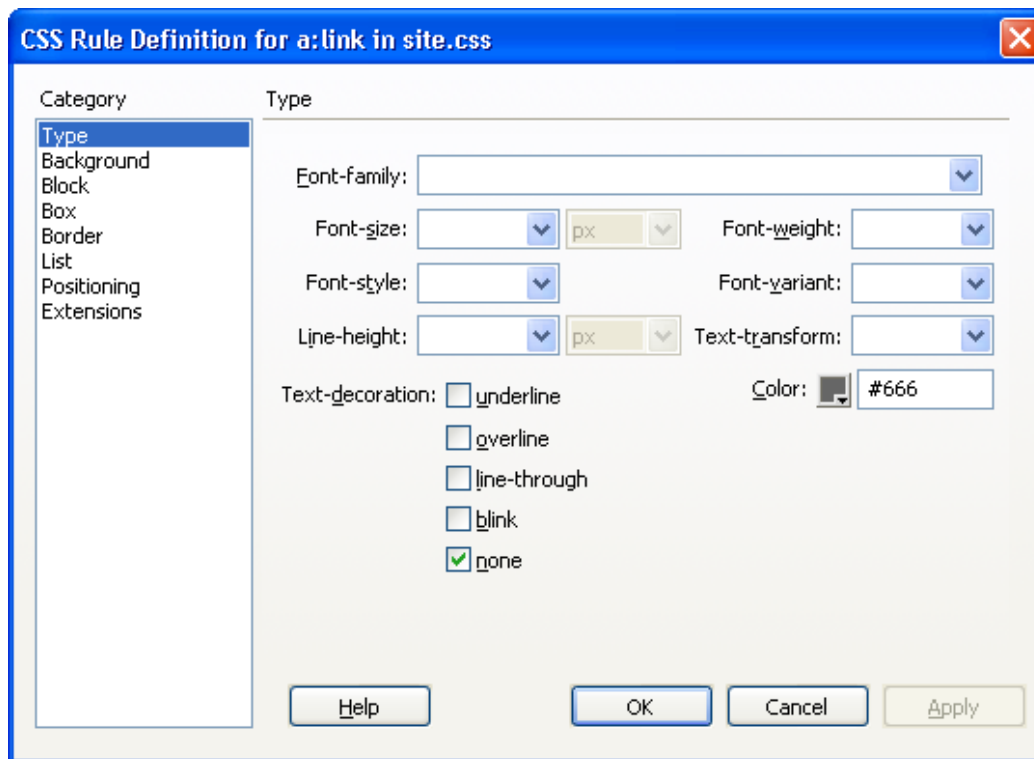 CSS Rule Definition for a:link in site.css
Category
Type
Type
Background
Block
Box
Border
List
Positioning
Extensions
Font-family:
Font-size: px Font-weight:
Font-style: Font-variant:
Line-height: px Text-transform:
Text-decoration: underline Color: #666
overline
line-through
blink
none
Help OK Cancel Apply